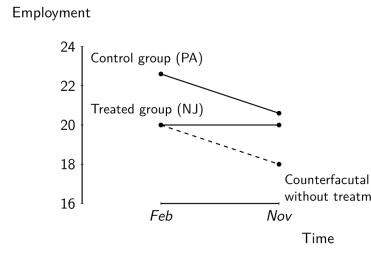 Employment
24
Control group (PA)
22
Treated group (NJ)
20
18
Counterfacutal
without treatm
16
Feb
Nov
Time